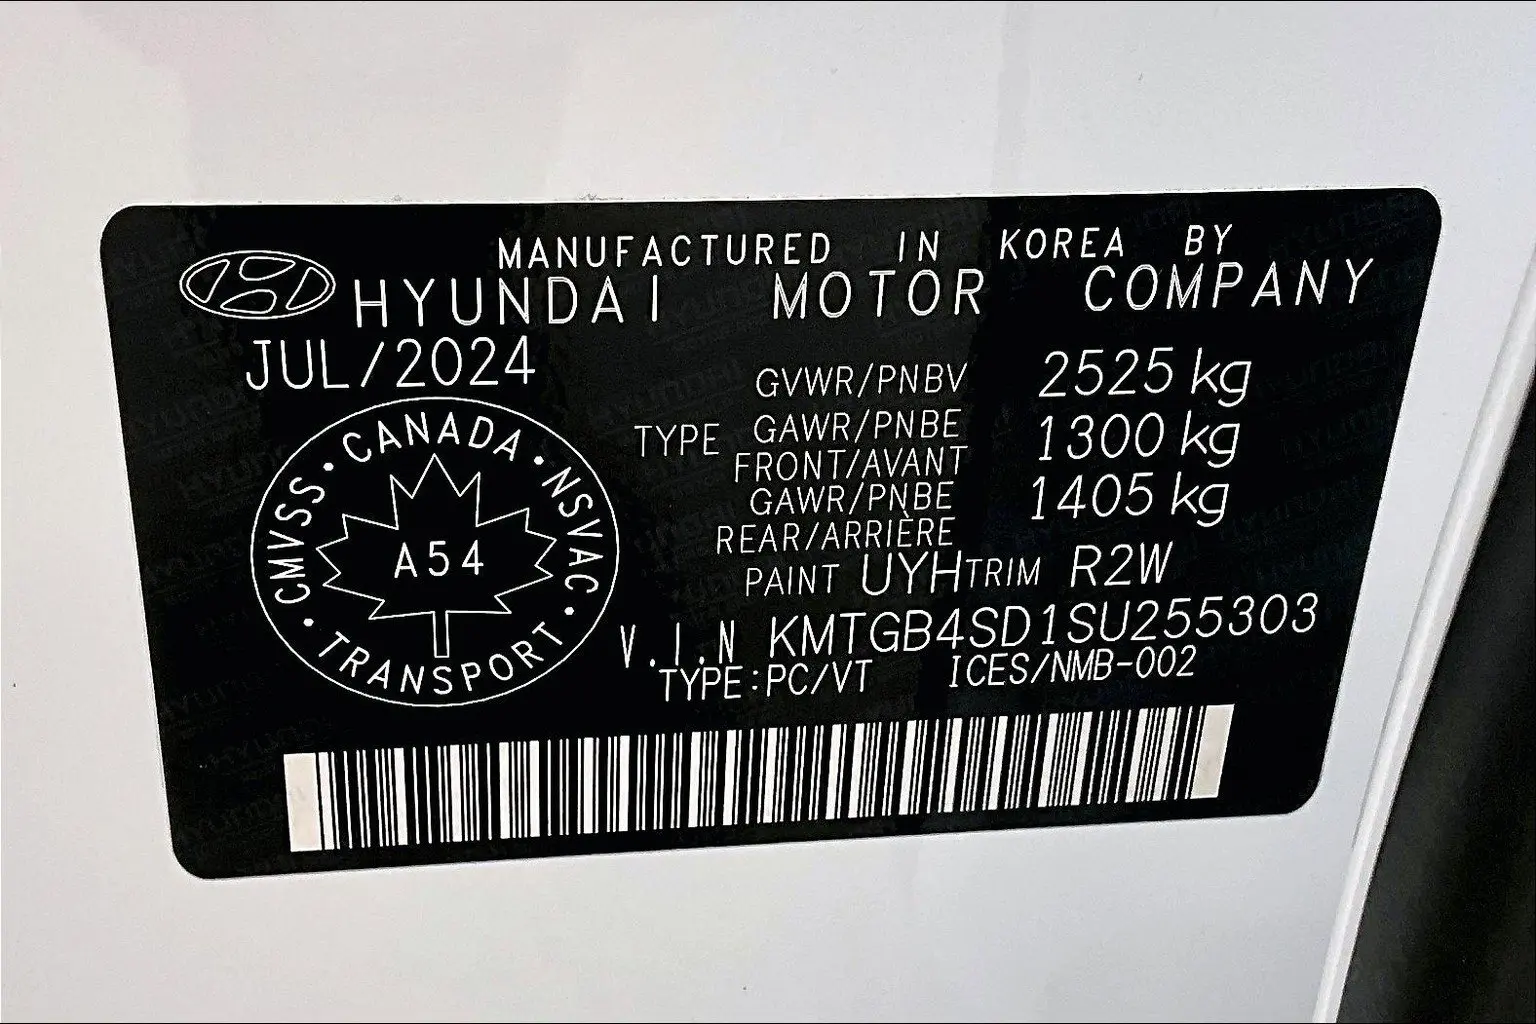 MANUFACTURED IN KOREA BY
HYUNDAI MOTOR COMPANY
JUL/2024
CANADA · NSVAC · TRANSPORT · CMVSS ·
A54
GVWR/PNBV 2525 kg
TYPE GAWR/PNBE 1300 kg
FRONT/AVANT
GAWR/PNBE 1405 kg
REAR/ARRIÈRE
PAINT UYH TRIM R2W
V.I.N KMTGB4SD1SU255303
TYPE:PC/VT ICES/NMB-002